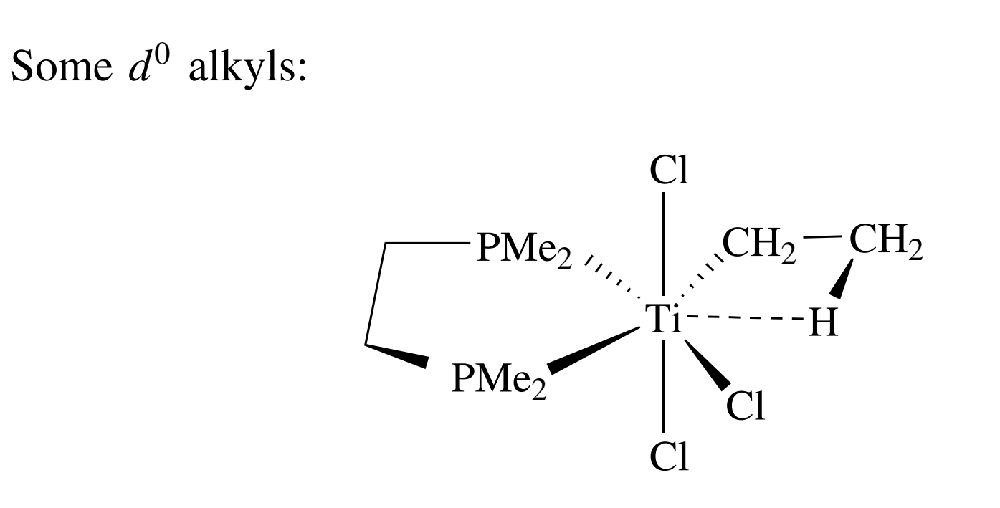 Some d⁰ alkyls:
Cl
PMe₂ CH₂ CH₂
Ti H
PMe₂ Cl
Cl